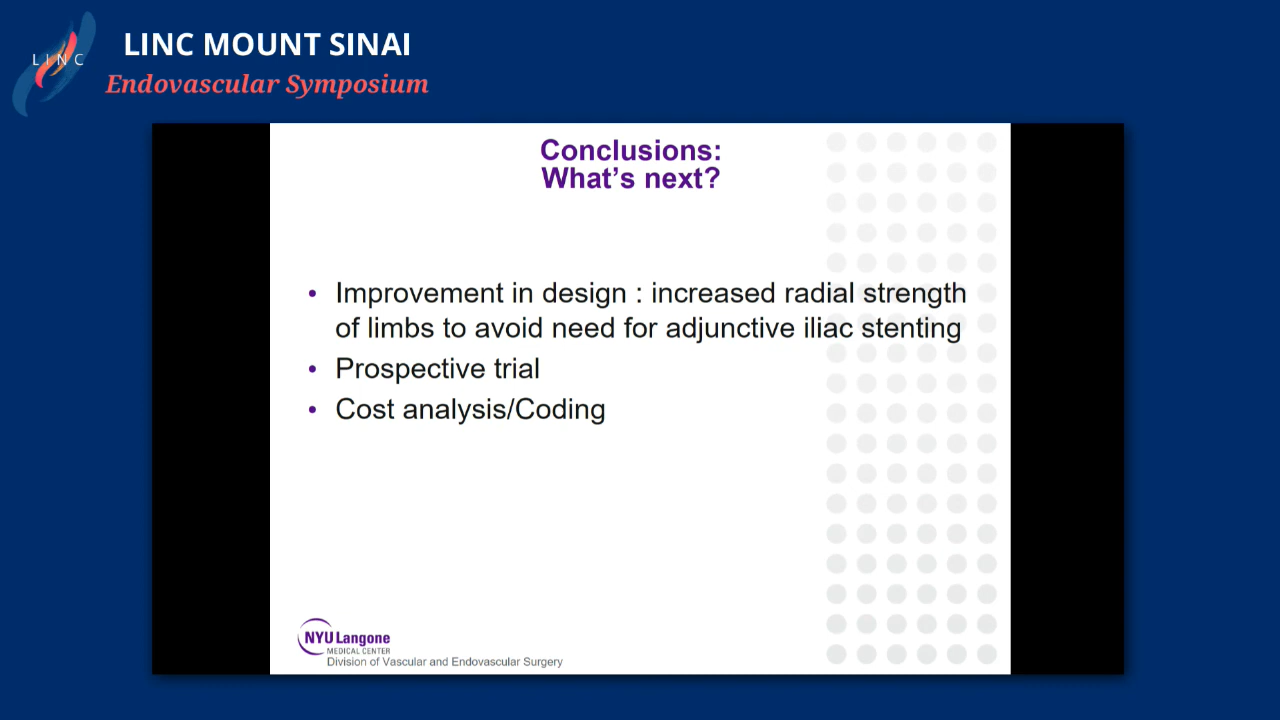 LINC
LINC MOUNT SINAI
Endovascular Symposium
Conclusions:
What's next?
• Improvement in design : increased radial strength
of limbs to avoid need for adjunctive iliac stenting
• Prospective trial
• Cost analysis/Coding
NYU Langone
MEDICAL CENTER
Division of Vascular and Endovascular Surgery